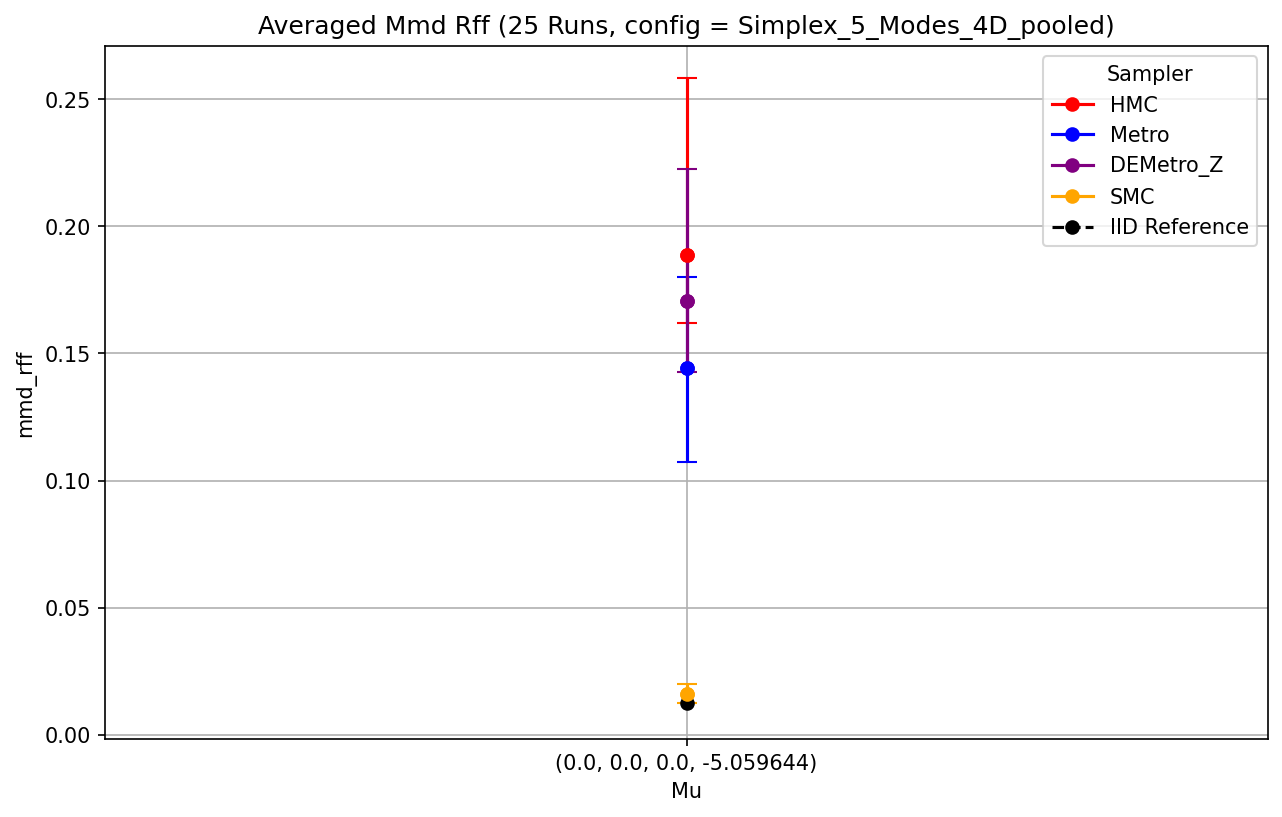 Averaged Mmd Rff (25 Runs, config = Simplex_5_Modes_4D_pooled)
Sampler
HMC
Metro
DEMetro_Z
SMC
IID Reference
mmd_rff
0.25
0.20
0.15
0.10
0.05
0.00
(0.0, 0.0, 0.0, -5.059644)
Mu